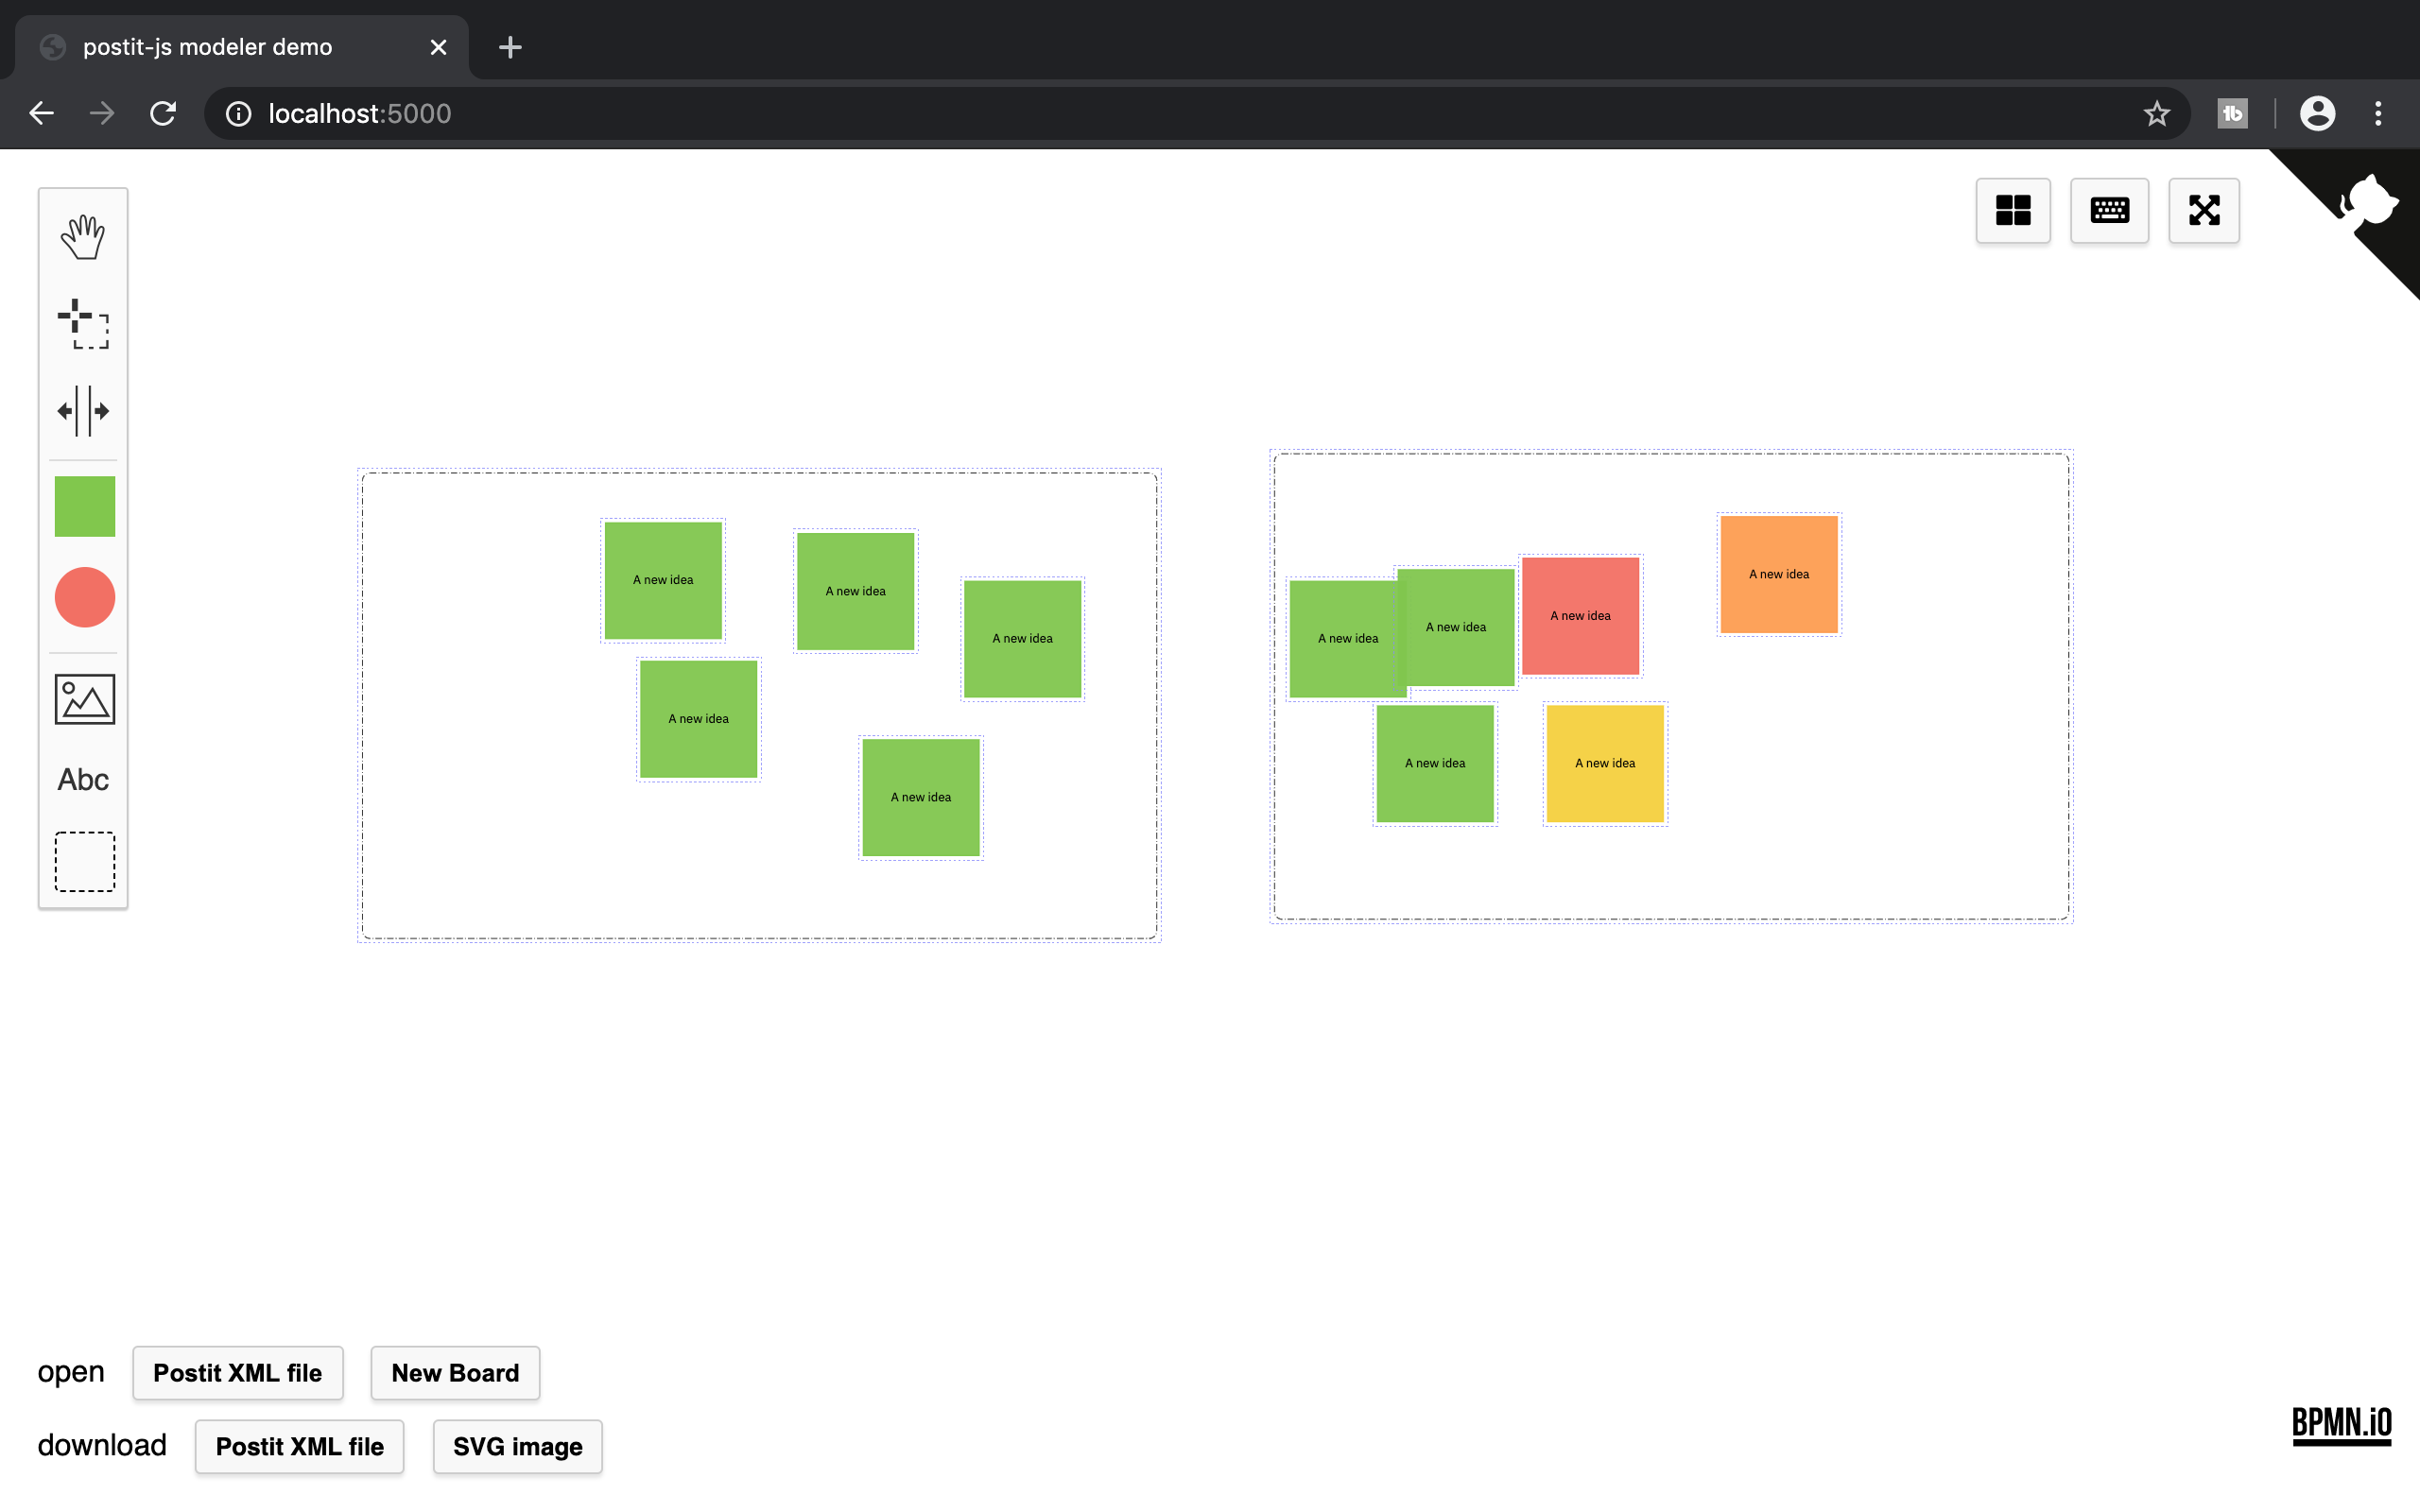 postit-js modeler demo
localhost:5000
tb
Abc
A new idea
A new idea
A new idea
A new idea
A new idea
A new idea
A new idea
A new idea
A new idea
A new idea
A new idea
open Postit XML file New Board
download Postit XML file SVG image
BPMN.iO